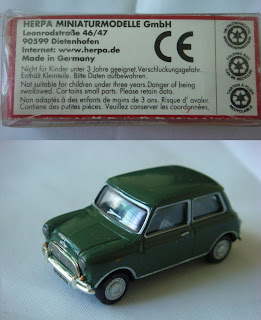 HERPA MINIATURMODELLE GmbH
Leonrodstraße 46/47
90599 Dietenhofen
Internet: www.herpa.de
Made in Germany
CE
Nicht für Kinder unter 3 Jahre geeignet. Verschluckungsgefahr.
Enthält Kleinteile. Bitte Daten aufbewahren.
Not suitable for children under three years. Danger of being
swallowed. Contains small parts. Please retain data.
Non adaptés à des enfants de moins de 3 ans. Risque d' avaler.
Contient des petites pièces. Veuillez conserver les coordonnées.